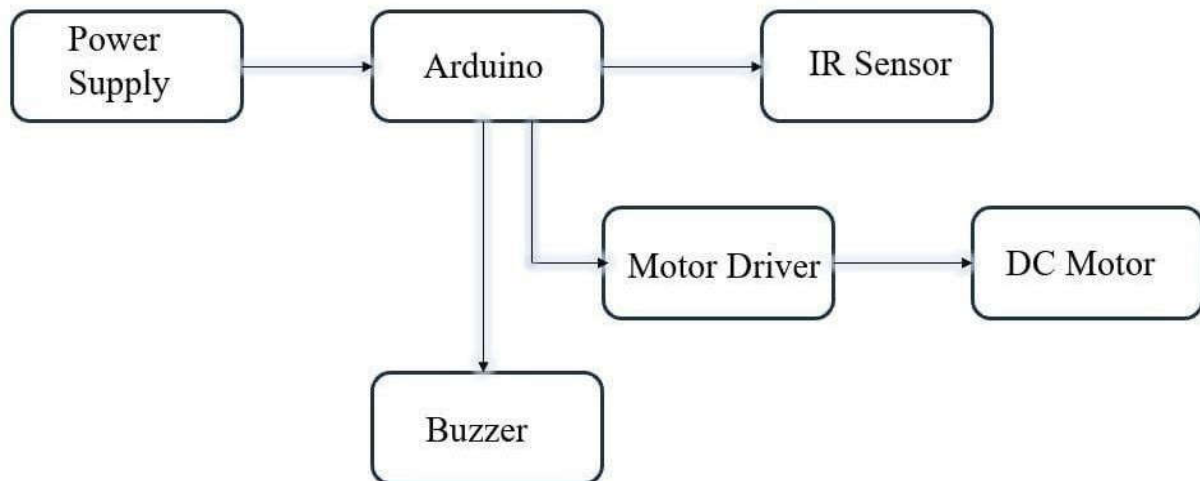 Power
Supply
Arduino
IR Sensor
Motor Driver
DC Motor
Buzzer